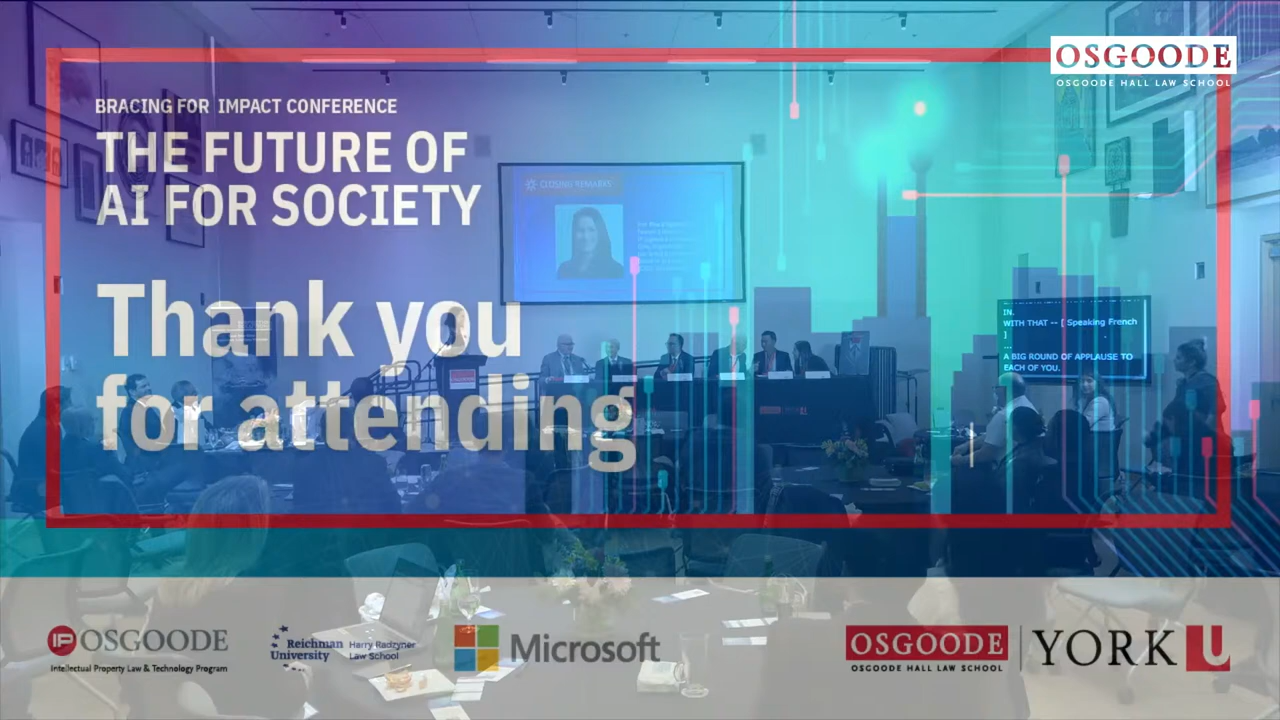 OSGOODE
OSGOODE HALL LAW SCHOOL
BRACING FOR IMPACT CONFERENCE
THE FUTURE OF
AI FOR SOCIETY
CLOSING REMARKS
Thank you
for attending
IN.
WITH THAT -- [ Speaking French
]
...
A BIG ROUND OF APPLAUSE TO
EACH OF YOU.
IP OSGOODE
Intellectual Property Law & Technology Program
Reichman
University
Harry Radzyner
Law School
Microsoft
OSGOODE
OSGOODE HALL LAW SCHOOL
YORK U